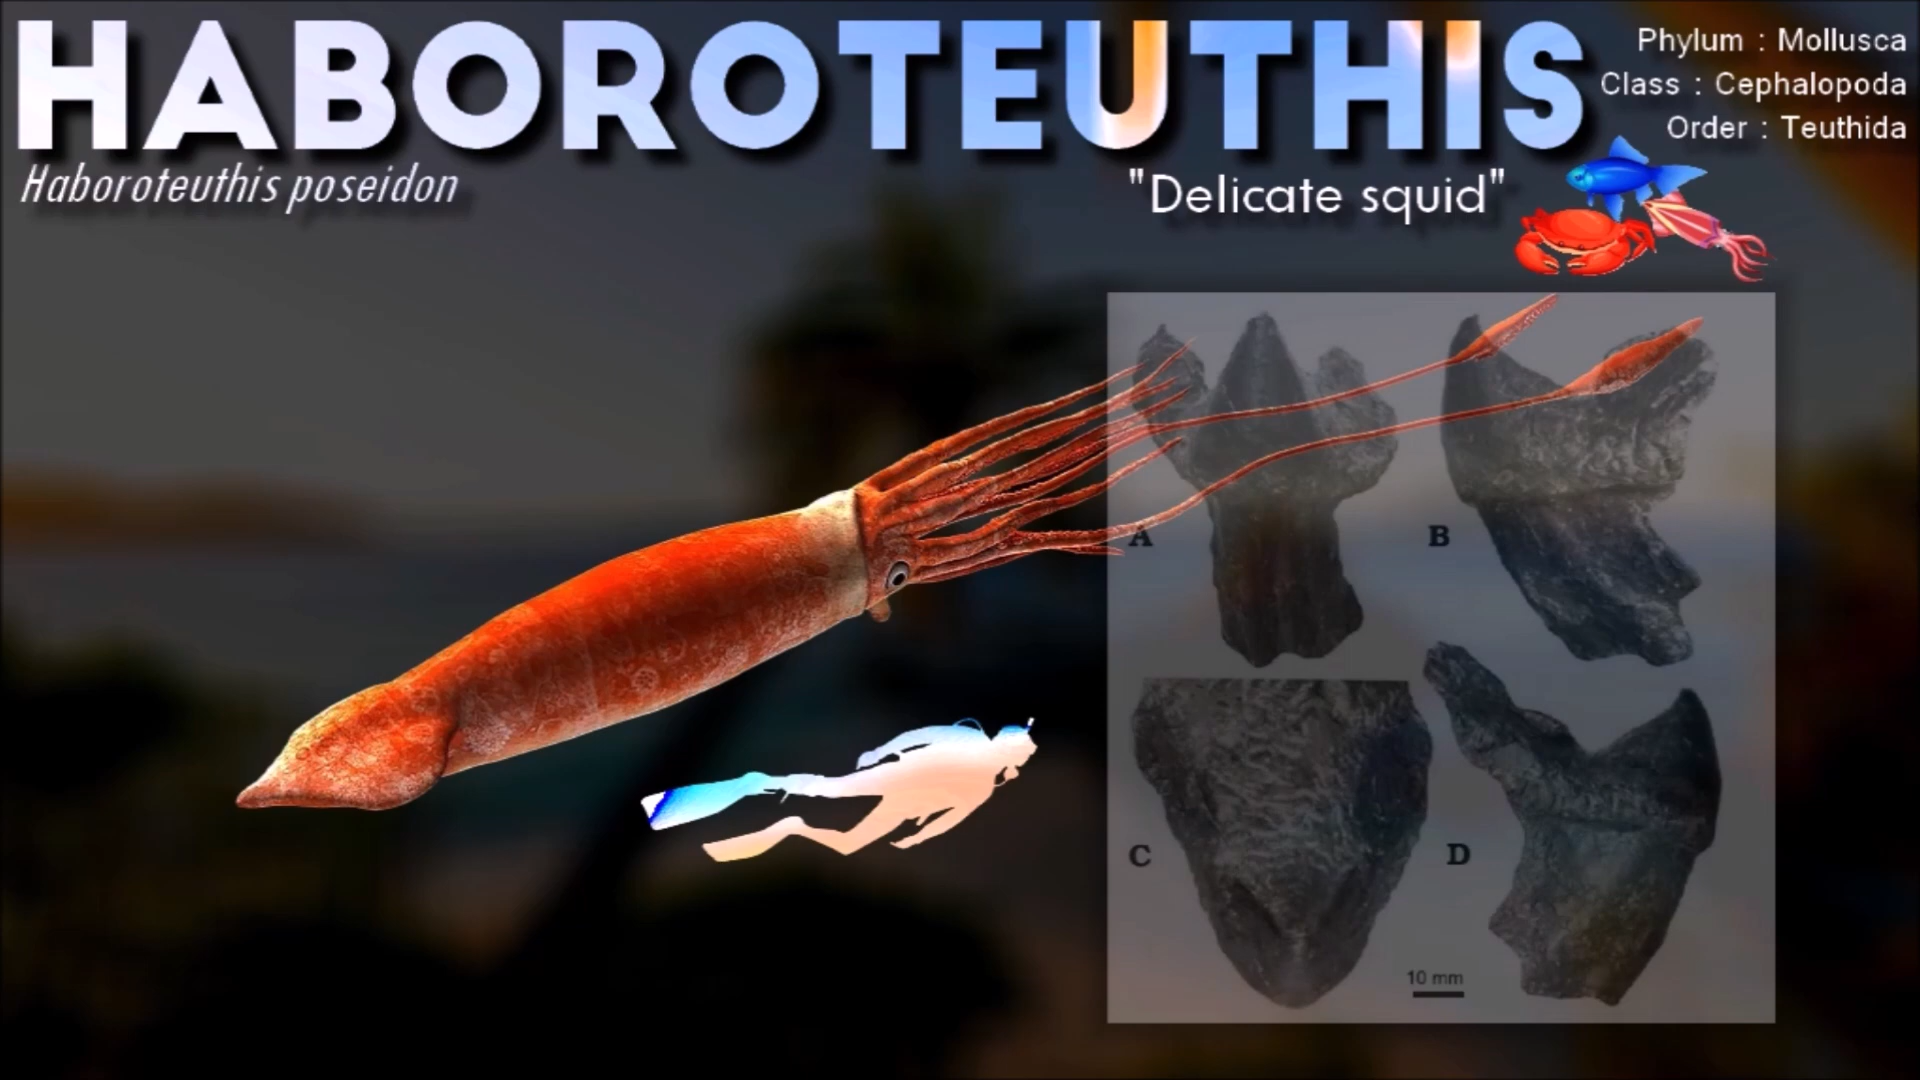 HABOROTEUTHIS
Phylum : Mollusca
Class : Cephalopoda
Order : Teuthida
Haboroteuthis poseidon
"Delicate squid"
A
B
C
D
10 mm